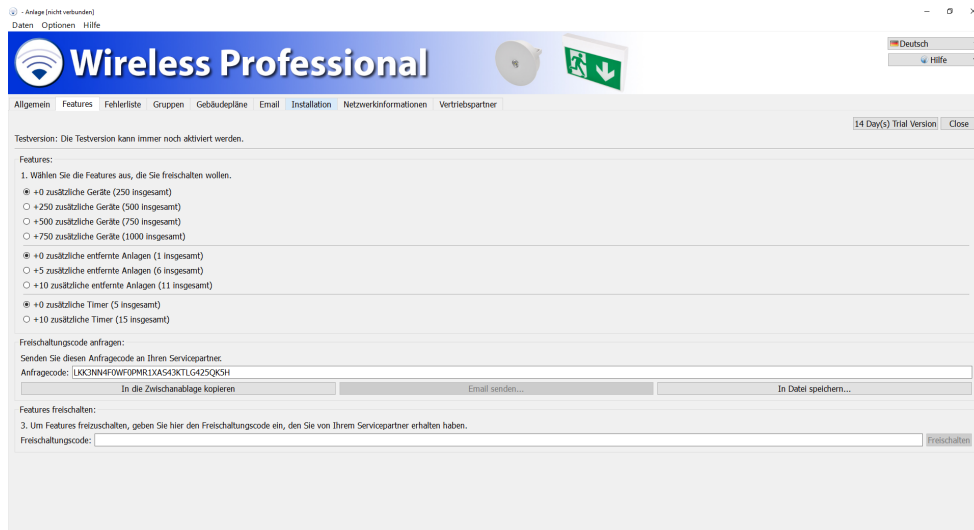 - Anlage [nicht verbunden]
Daten Optionen Hilfe
Wireless Professional
Deutsch
Hilfe
Allgemein Features Fehlerliste Gruppen Gebäudepläne Email Installation Netzwerkinformationen Vertriebspartner
14 Day(s) Trial Version Close
Testversion: Die Testversion kann immer noch aktiviert werden.
Features:
1. Wählen Sie die Features aus, die Sie freischalten wollen.
+0 zusätzliche Geräte (250 insgesamt)
+250 zusätzliche Geräte (500 insgesamt)
+500 zusätzliche Geräte (750 insgesamt)
+750 zusätzliche Geräte (1000 insgesamt)
+0 zusätzliche entfernte Anlagen (1 insgesamt)
+5 zusätzliche entfernte Anlagen (6 insgesamt)
+10 zusätzliche entfernte Anlagen (11 insgesamt)
+0 zusätzliche Timer (5 insgesamt)
+10 zusätzliche Timer (15 insgesamt)
Freischaltungscode anfragen:
Senden Sie diesen Anfragecode an Ihren Servicepartner.
Anfragecode: LKK3NN4F0WF0PMR1XAS43KTLG425QK5H
In die Zwischanablage kopieren Email senden... In Datei speichern...
Features freischalten:
3. Um Features freizuschalten, geben Sie hier den Freischaltungscode ein, den Sie von Ihrem Servicepartner erhalten haben.
Freischaltungscode: Freischalten